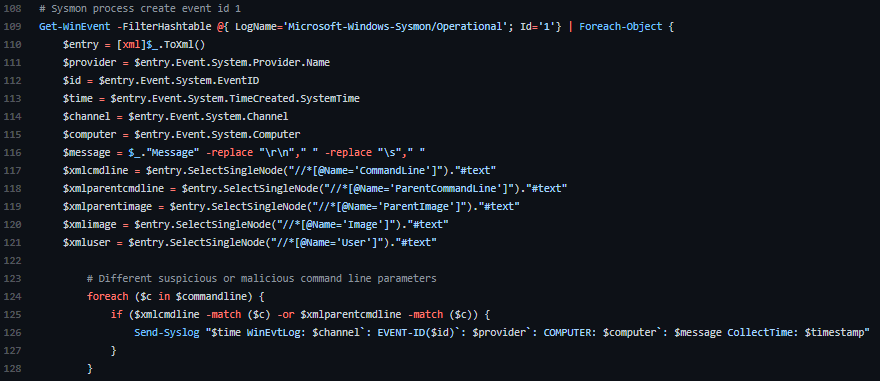 108 # Sysmon process create event id 1
109 Get-WinEvent -FilterHashtable @{ LogName='Microsoft-Windows-Sysmon/Operational'; Id='1'} | Foreach-Object {
110 $entry = [xml]$_.ToXml()
111 $provider = $entry.Event.System.Provider.Name
112 $id = $entry.Event.System.EventID
113 $time = $entry.Event.System.TimeCreated.SystemTime
114 $channel = $entry.Event.System.Channel
115 $computer = $entry.Event.System.Computer
116 $message = $_."Message" -replace "\r\n"," " -replace "\s"," "
117 $xmlcmdline = $entry.SelectSingleNode("//*[@Name='CommandLine']")."#text"
118 $xmlparentcmdline = $entry.SelectSingleNode("//*[@Name='ParentCommandLine']")."#text"
119 $xmlparentimage = $entry.SelectSingleNode("//*[@Name='ParentImage']")."#text"
120 $xmlimage = $entry.SelectSingleNode("//*[@Name='Image']")."#text"
121 $xmluser = $entry.SelectSingleNode("//*[@Name='User']")."#text"
122
123 # Different suspicious or malicious command line parameters
124 foreach ($c in $commandline) {
125 if ($xmlcmdline -match ($c) -or $xmlparentcmdline -match ($c)) {
126 Send-Syslog "$time WinEvtLog: $channel`: EVENT-ID($id)`: $provider`: COMPUTER: $computer`: $message CollectTime: $timestamp"
127 }
128 }